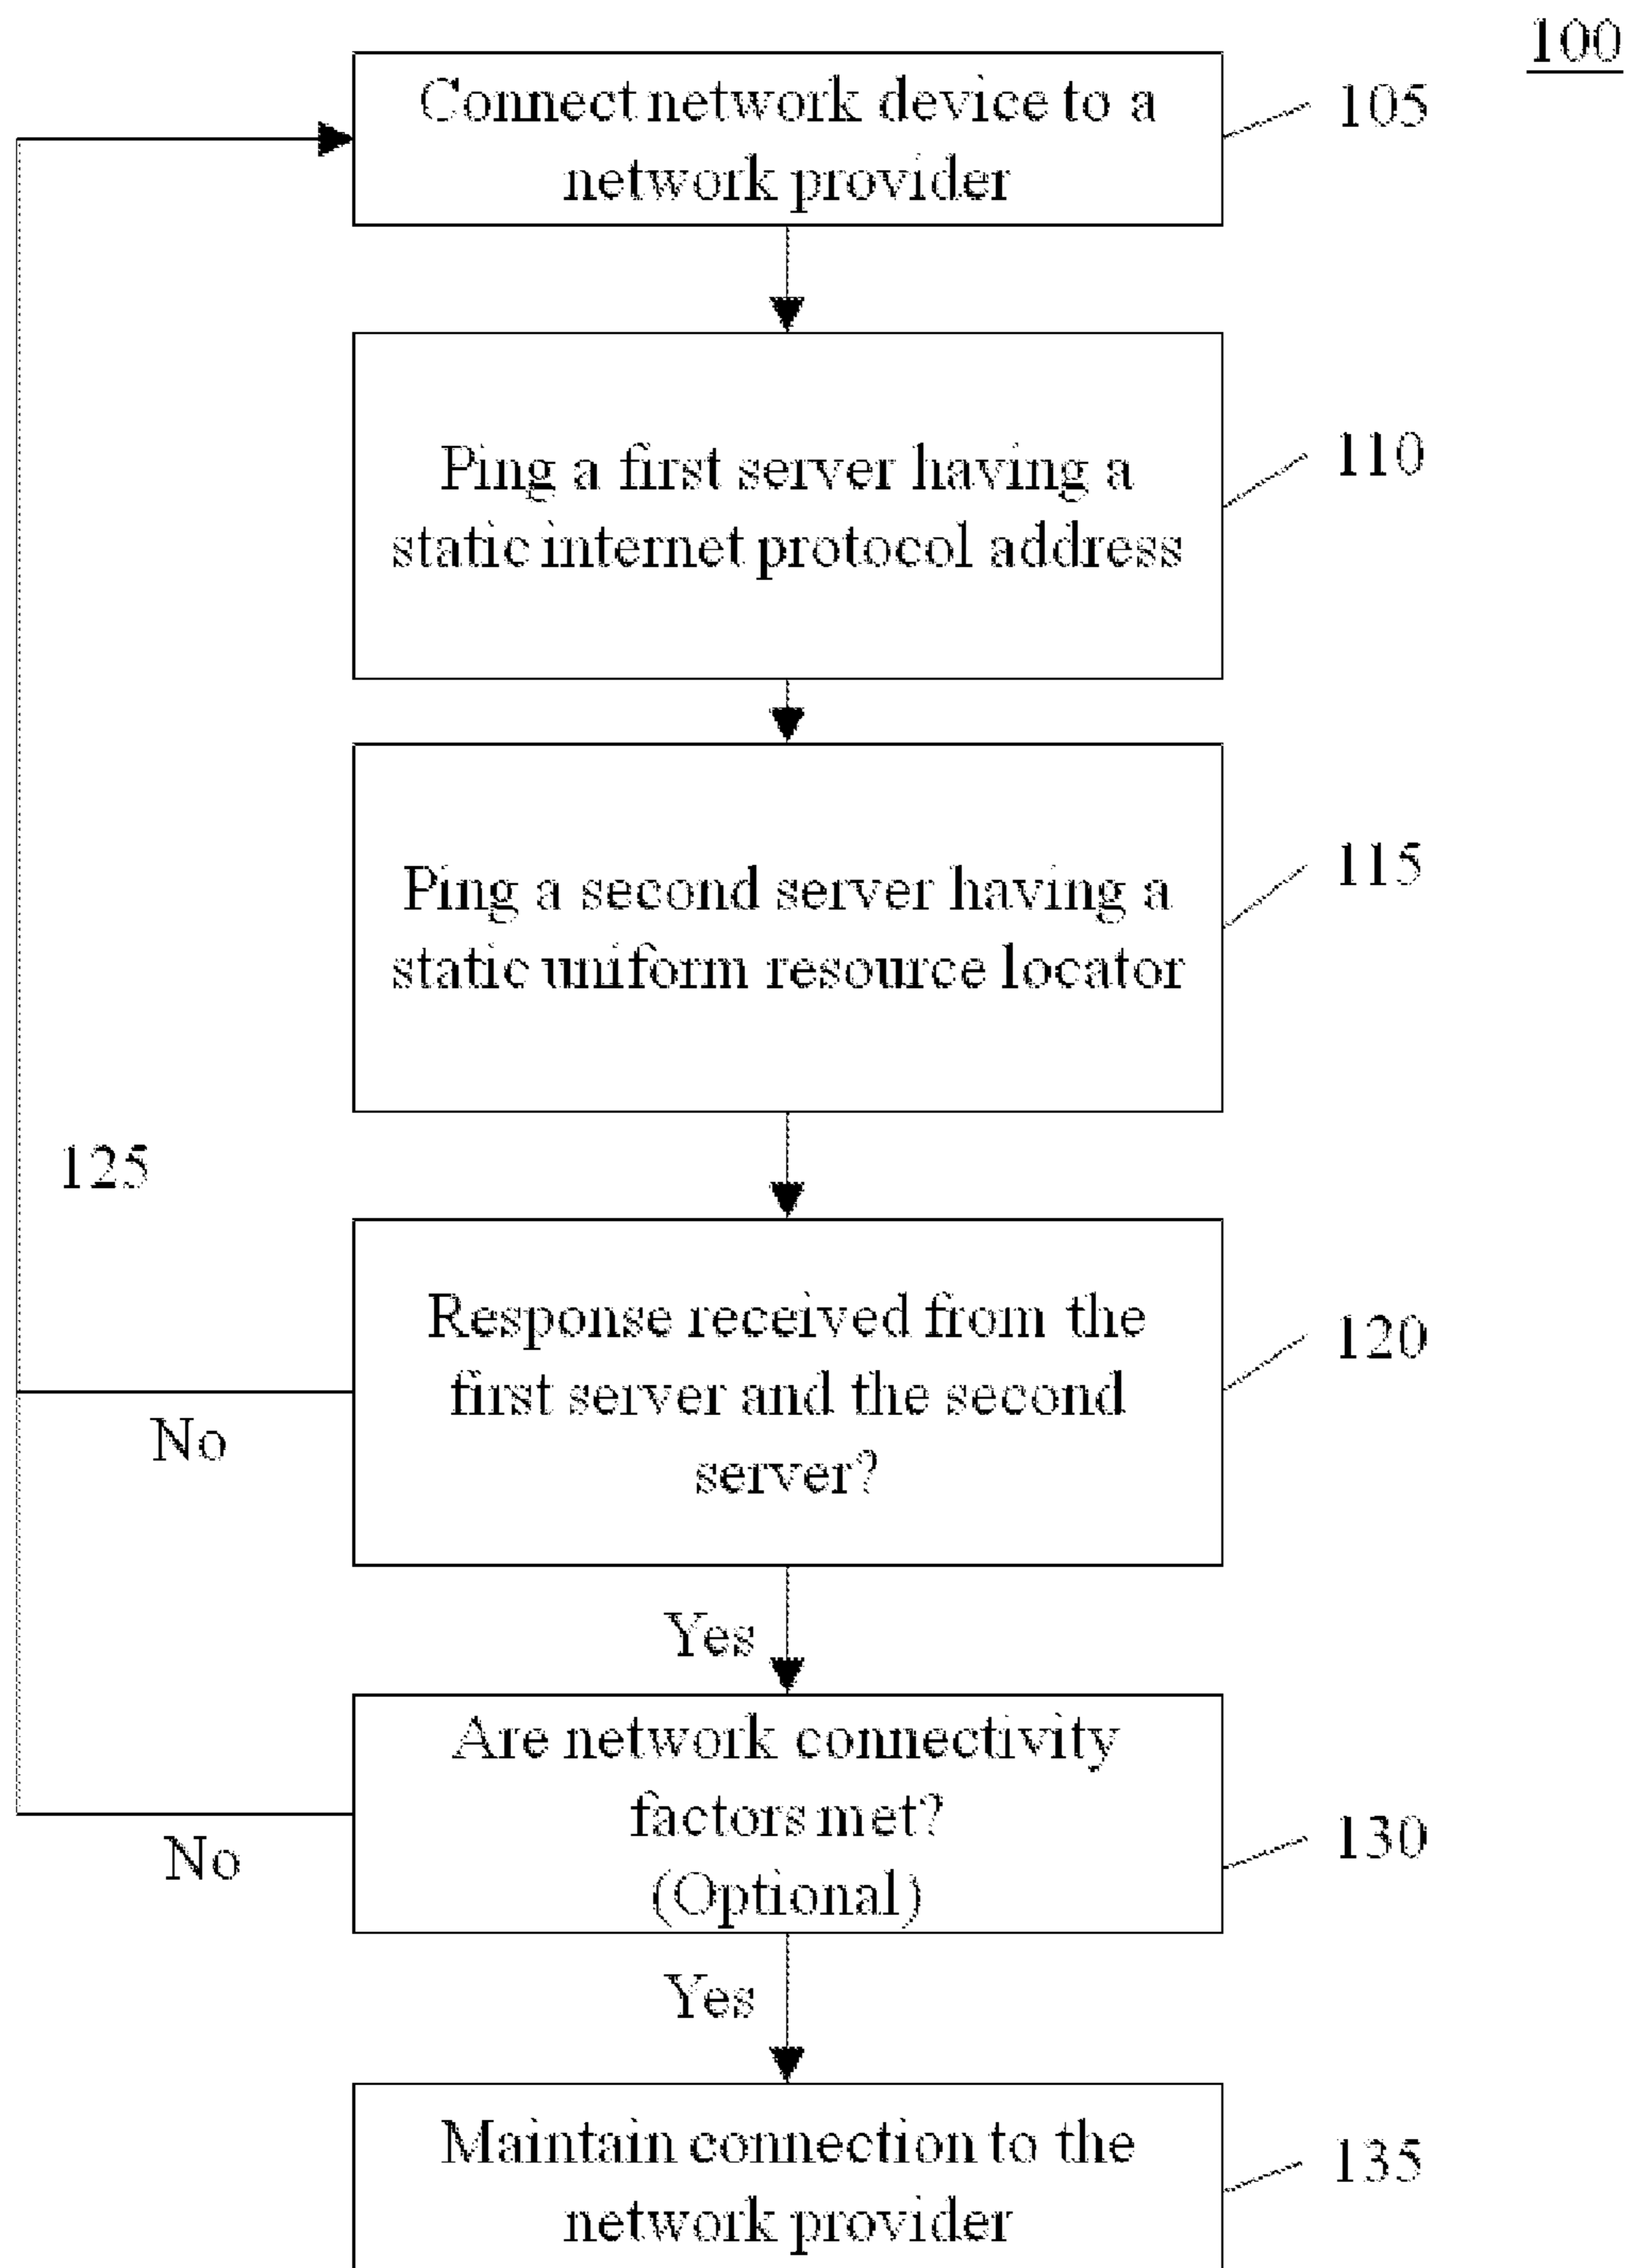 100
Connect network device to a
network provider
105
Ping a first server having a
static internet protocol address
110
Ping a second server having a
static uniform resource locator
115
125
Response received from the
first server and the second
server?
120
No
Yes
Are network connectivity
factors met?
(Optional)
130
No
Yes
Maintain connection to the
network provider
135